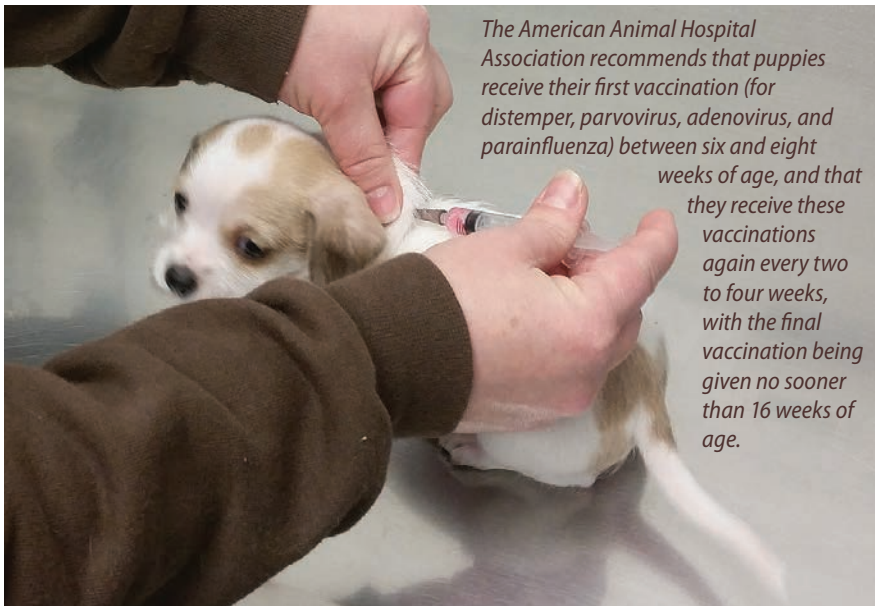 The American Animal Hospital
Association recommends that puppies
receive their first vaccination (for
distemper, parvovirus, adenovirus, and
parainfluenza) between six and eight
weeks of age, and that
they receive these
vaccinations
again every two
to four weeks,
with the final
vaccination being
given no sooner
than 16 weeks of
age.